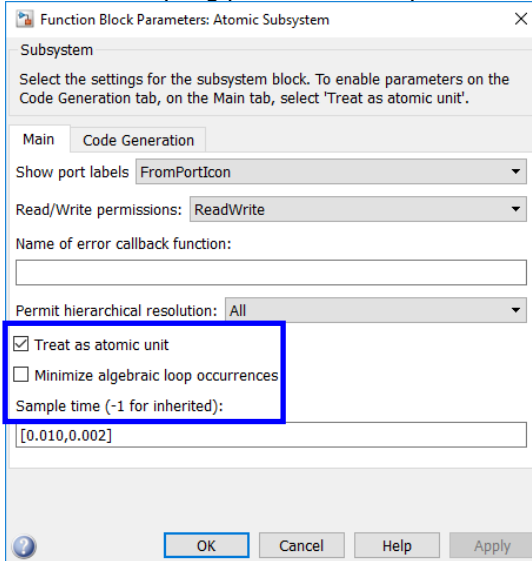 Function Block Parameters: Atomic Subsystem
Subsystem
Select the settings for the subsystem block. To enable parameters on the
Code Generation tab, on the Main tab, select 'Treat as atomic unit'.
Main Code Generation
Show port labels FromPortIcon
Read/Write permissions: ReadWrite
Name of error callback function:
Permit hierarchical resolution: All
Treat as atomic unit
Minimize algebraic loop occurrences
Sample time (-1 for inherited):
[0.010,0.002]
OK Cancel Help Apply